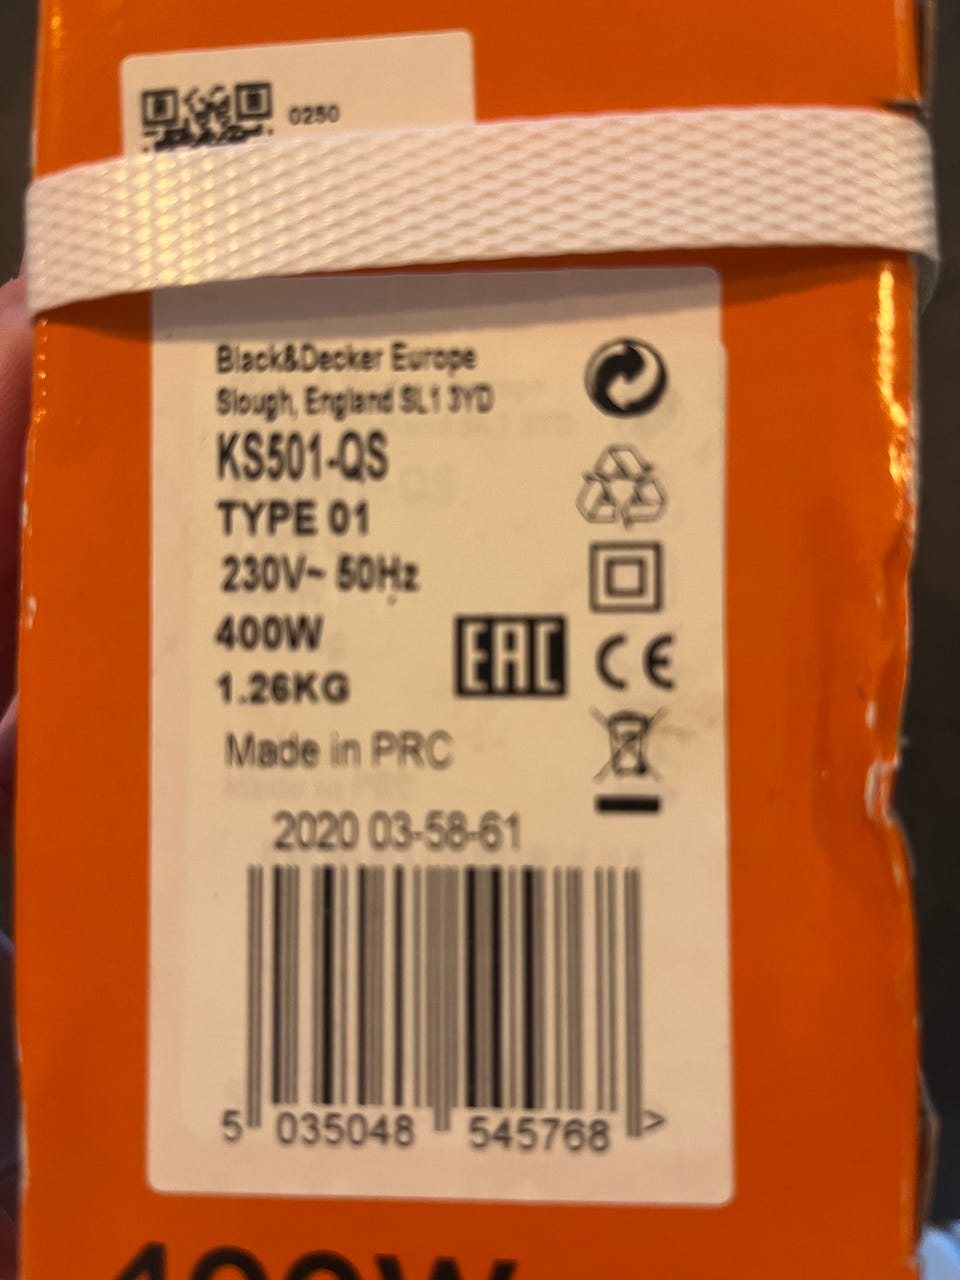 0250
Black&Decker Europe
Slough, England SL1 3YD
KS501-QS
TYPE 01
230V~ 50Hz
400W
1.26KG
EAC
CE
Made in PRC
2020 03-58-61
5 035048 545768 >
400W